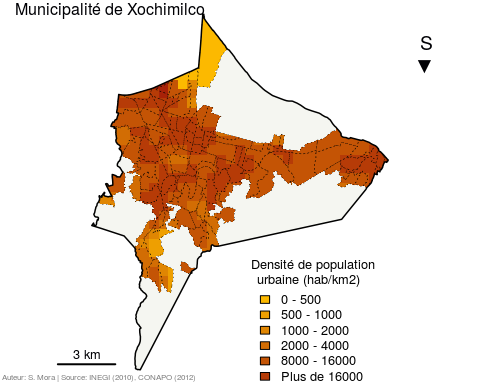 Municipalité de Xochimilco
S
Densité de population
urbaine (hab/km2)
0 - 500
500 - 1000
1000 - 2000
2000 - 4000
8000 - 16000
Plus de 16000
3 km
Auteur: S. Mora | Source: INEGI (2010), CONAPO (2012)